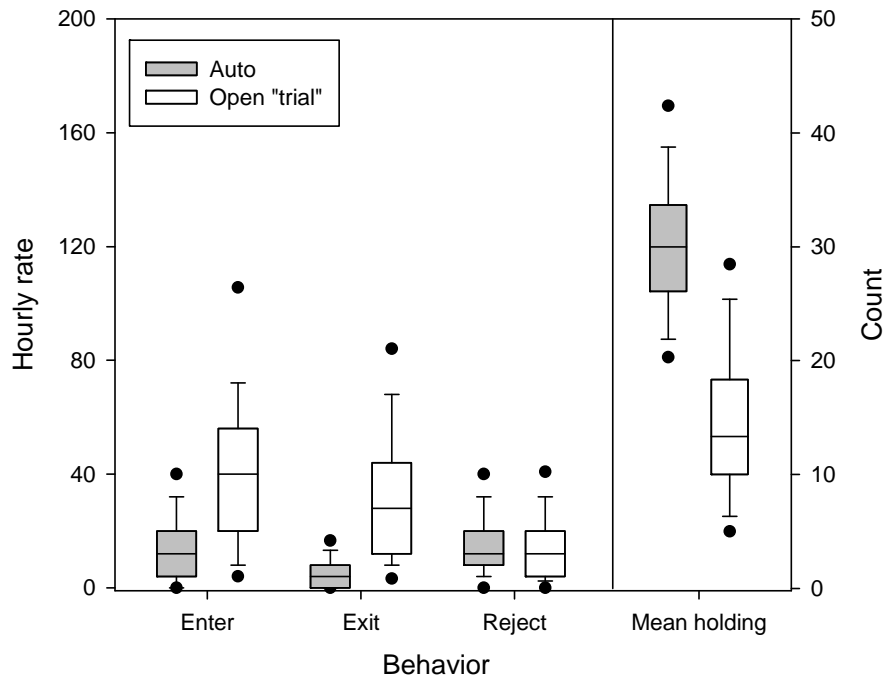 200
160
120
80
40
0
Hourly rate
Auto
Open "trial"
50
40
30
20
10
0
Count
Enter
Exit
Reject
Mean holding
Behavior